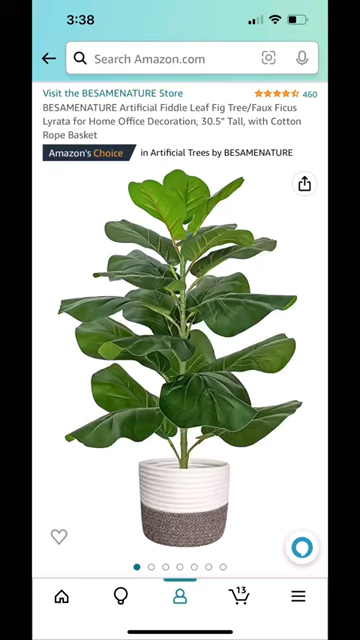 3:38
Search Amazon.com
Visit the BESAMENATURE Store
460
BESAMENATURE Artificial Fiddle Leaf Fig Tree/Faux Ficus
Lyrata for Home Office Decoration, 30.5" Tall, with Cotton
Rope Basket
Amazon's Choice in Artificial Trees by BESAMENATURE
13